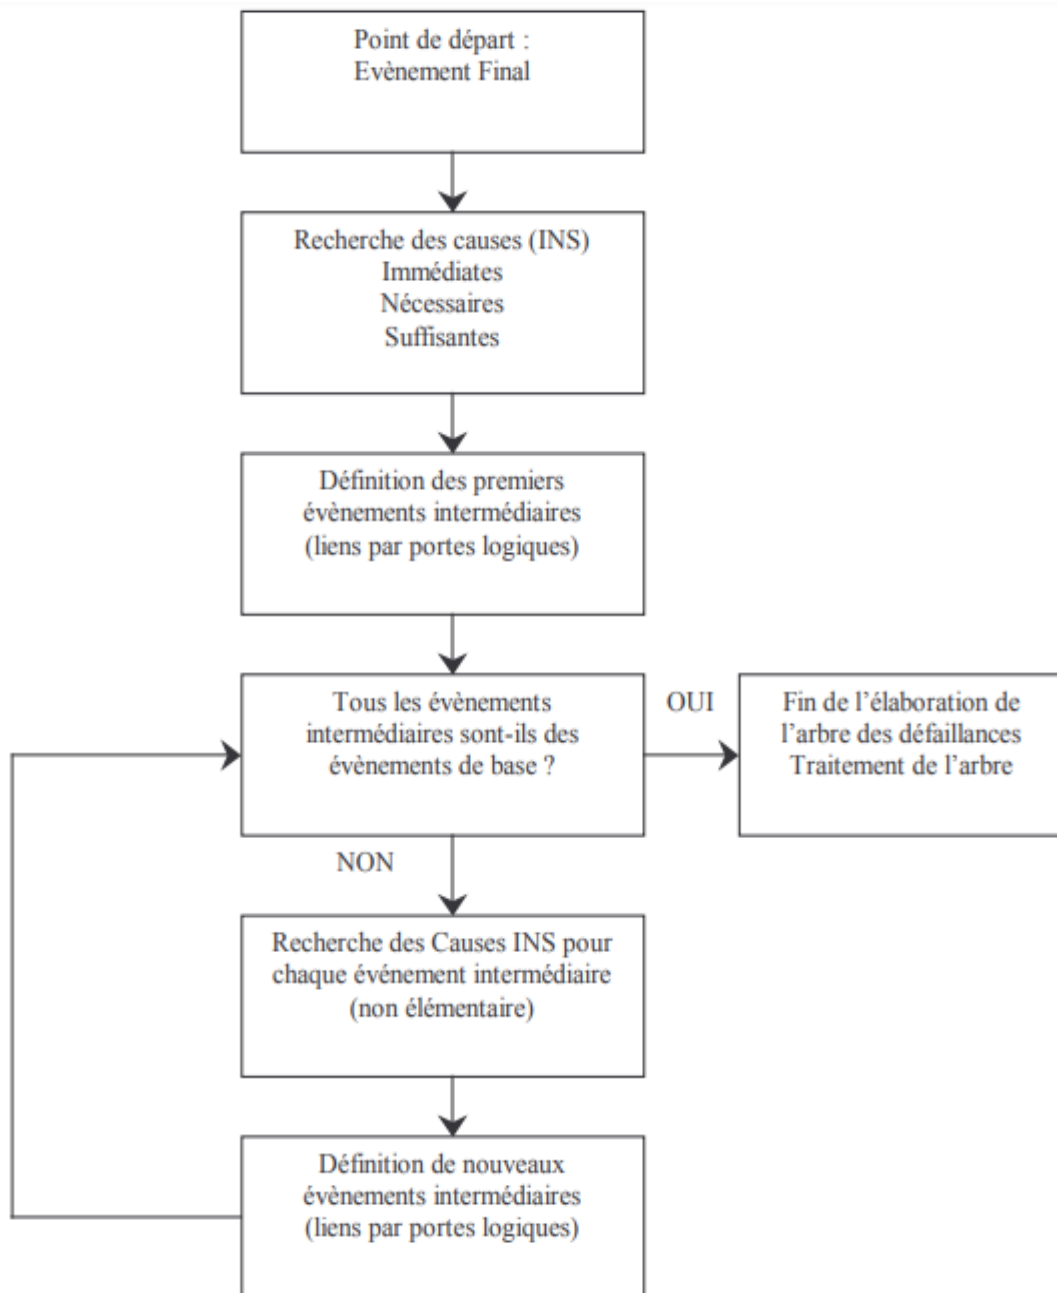 Point de départ :
Evènement Final
Recherche des causes (INS)
Immédiates
Nécessaires
Suffisantes
Définition des premiers
évènements intermédiaires
(liens par portes logiques)
Tous les évènements
intermédiaires sont-ils des
évènements de base ?
OUI
Fin de l’élaboration de
l’arbre des défaillances
Traitement de l’arbre
NON
Recherche des Causes INS pour
chaque événement intermédiaire
(non élémentaire)
Définition de nouveaux
évènements intermédiaires
(liens par portes logiques)